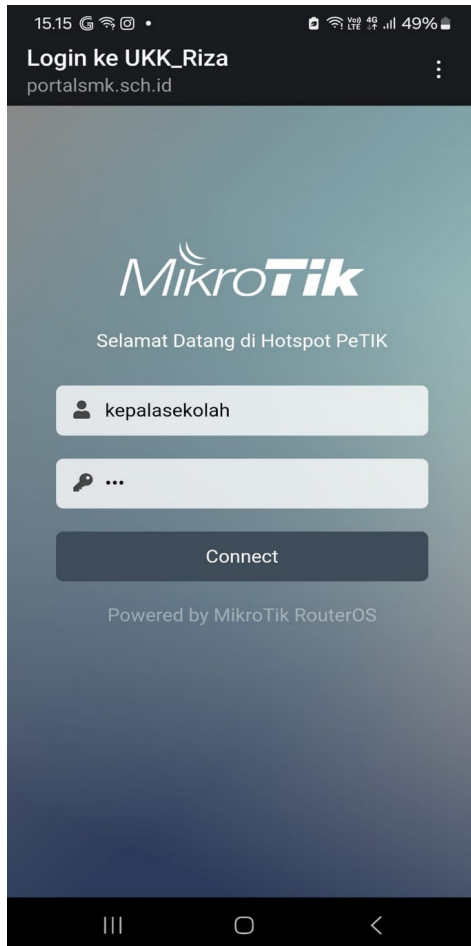 15.15
49%
Login ke UKK_Riza
portalsmk.sch.id
MikroTik
Selamat Datang di Hotspot PeTIK
kepalasekolah
•••
Connect
Powered by MikroTik RouterOS